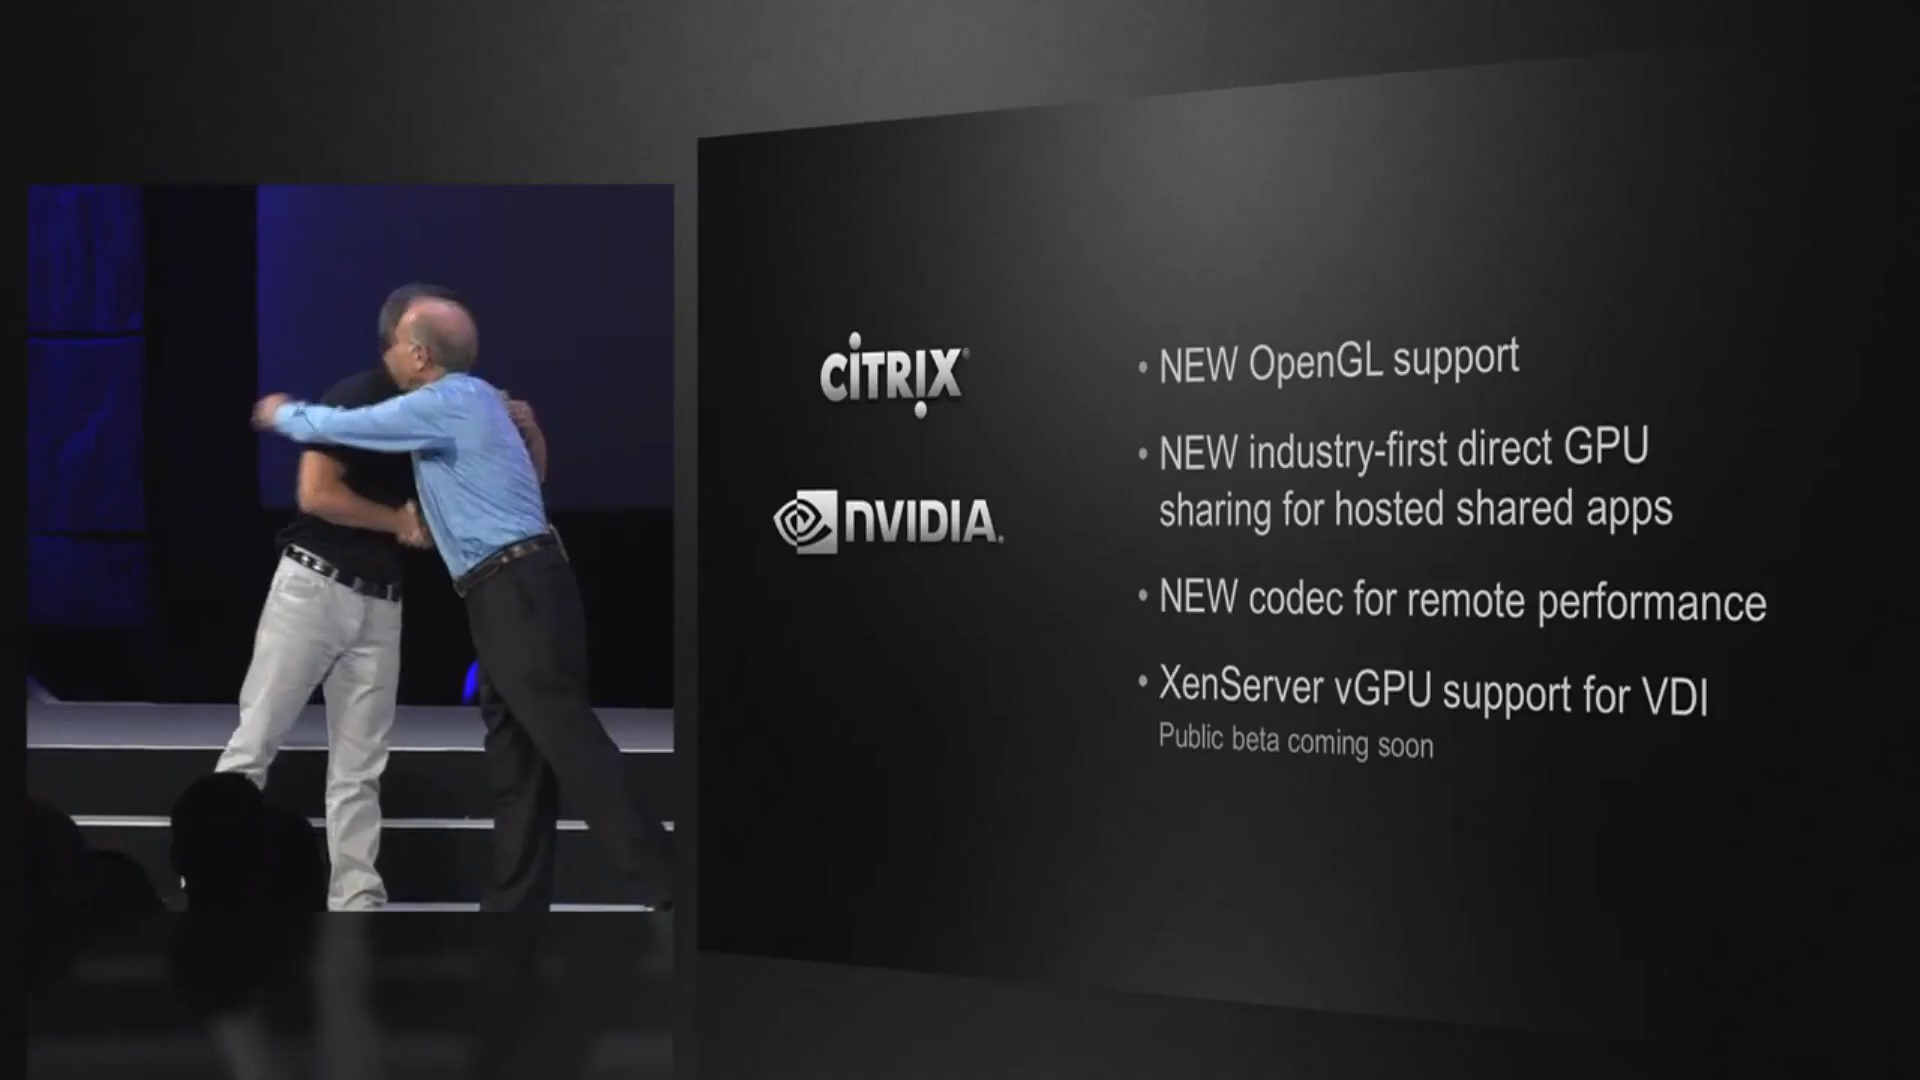 CITRIX®
NVIDIA.
• NEW OpenGL support
• NEW industry-first direct GPU
sharing for hosted shared apps
• NEW codec for remote performance
• XenServer vGPU support for VDI
Public beta coming soon